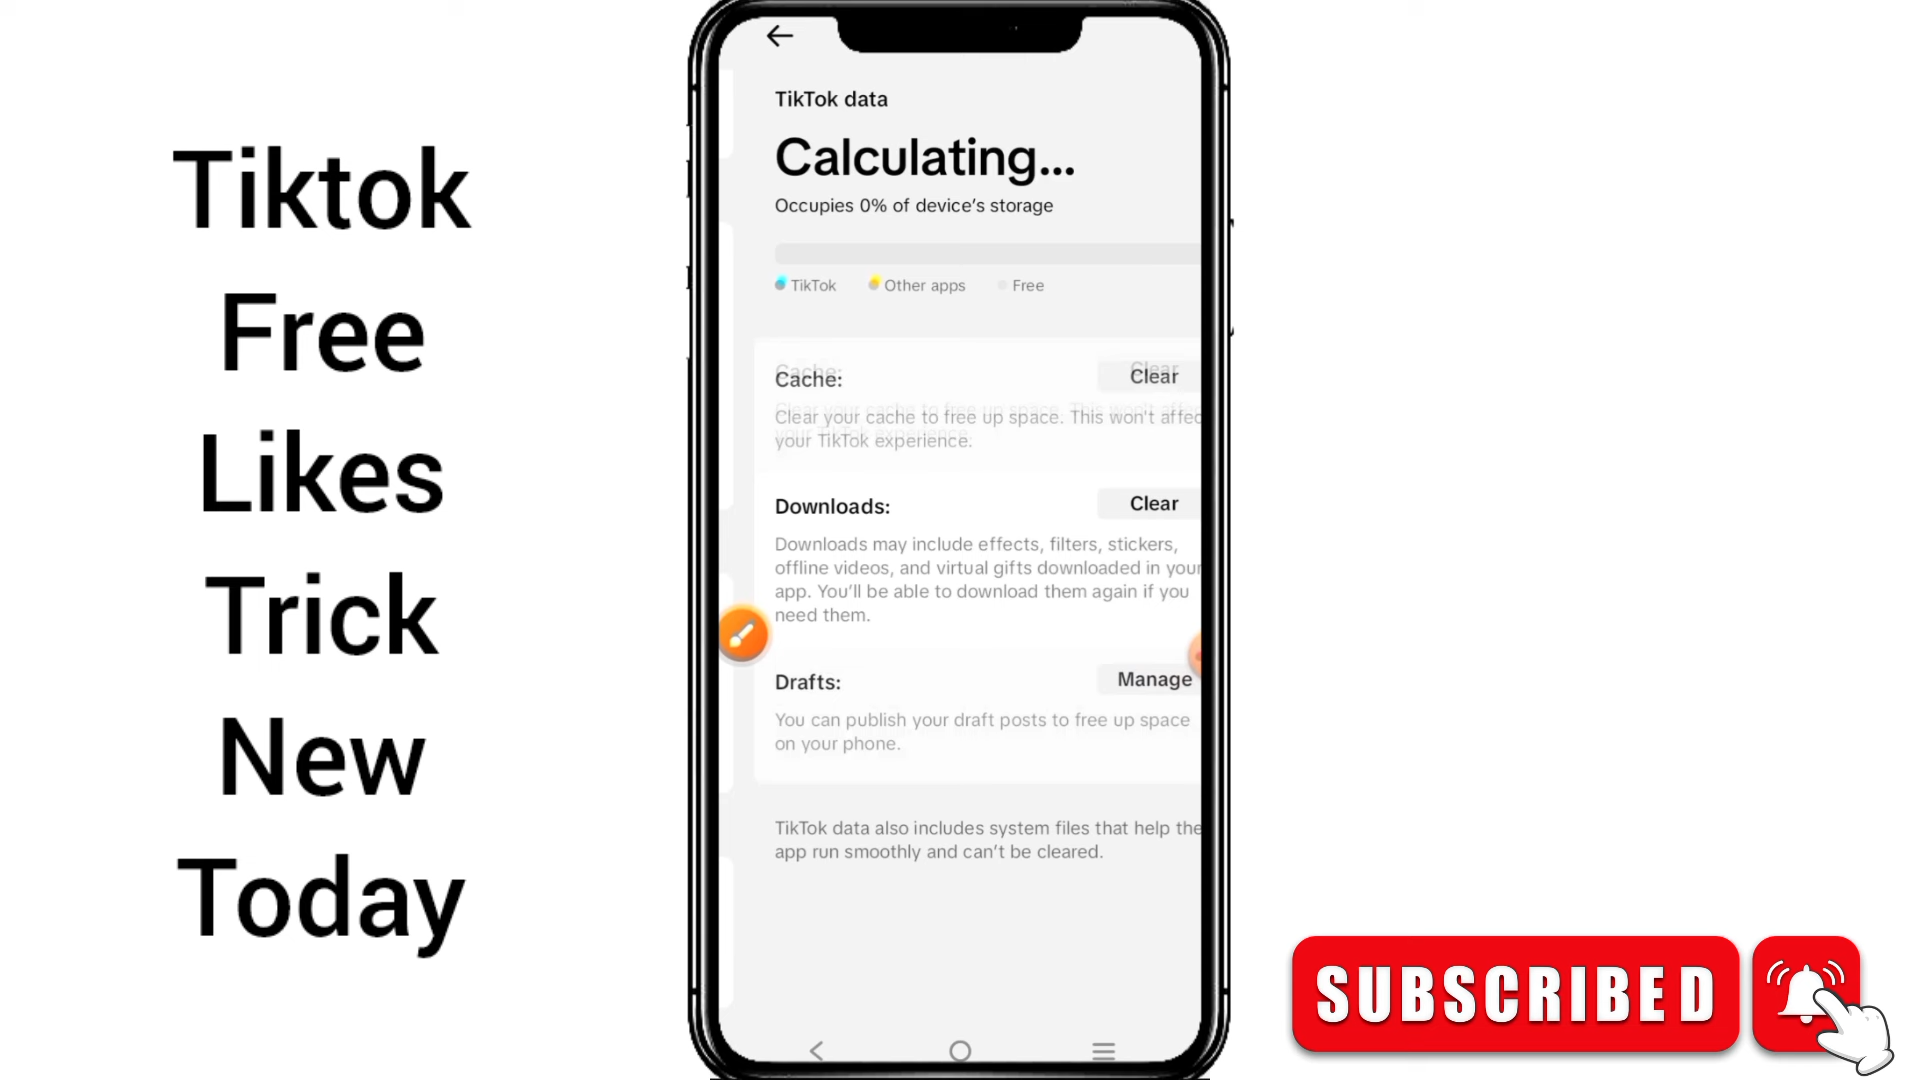 Tiktok
Free
Likes
Trick
New
Today
TikTok data
Calculating...
Occupies 0% of device's storage
TikTok Other apps Free
Cache: Clear
Clear your cache to free up space. This won't affec
your TikTok experience.
Downloads: Clear
Downloads may include effects, filters, stickers,
offline videos, and virtual gifts downloaded in your
app. You'll be able to download them again if you
need them.
Drafts: Manage
You can publish your draft posts to free up space
on your phone.
TikTok data also includes system files that help the
app run smoothly and can't be cleared.
SUBSCRIBED